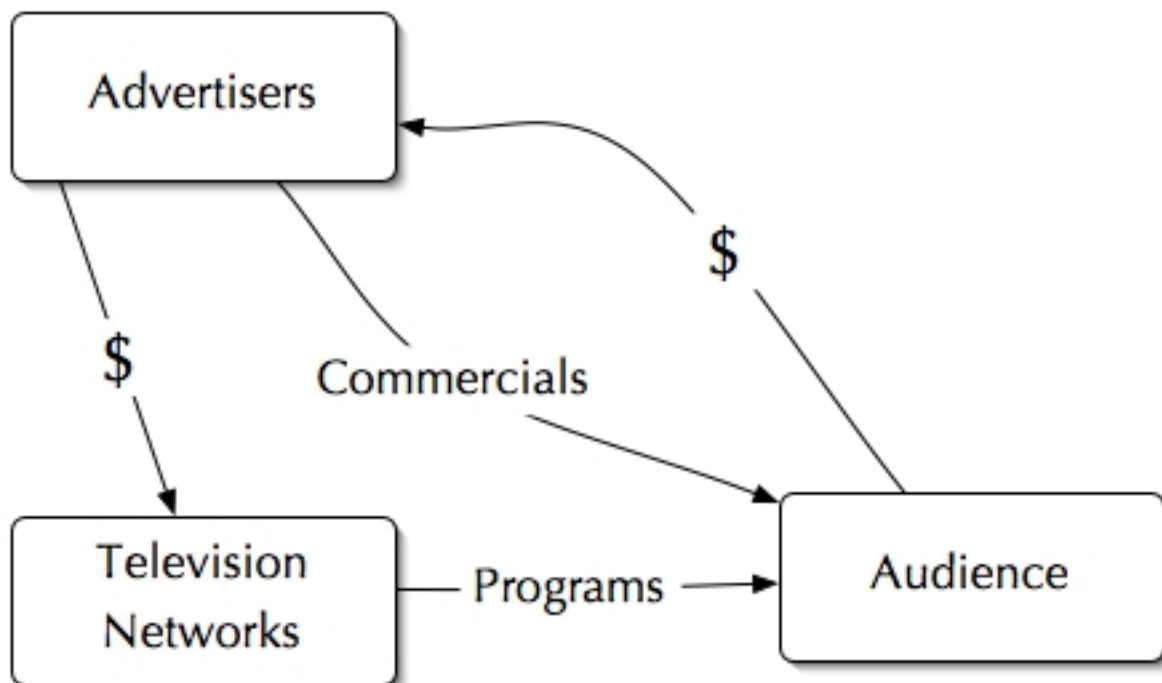 Advertisers
$
$
Commercials
Television
Networks
Programs
Audience